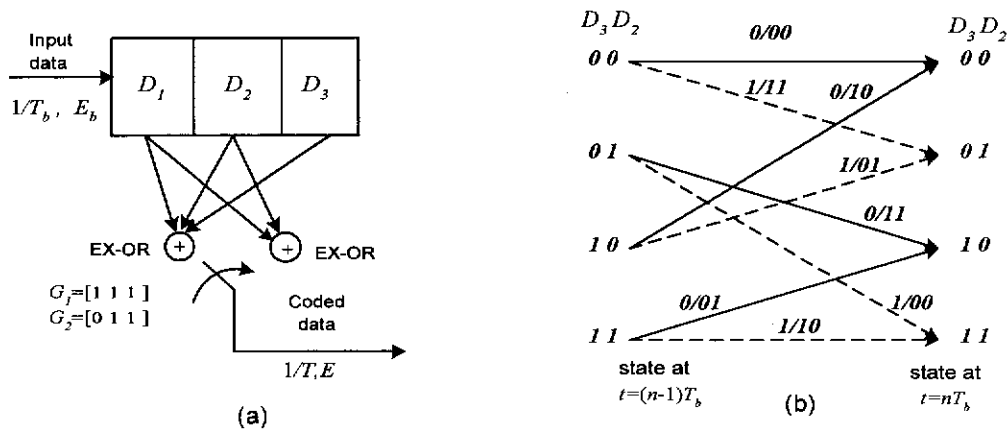 Input
data
1/T_b , E_b
D_1 D_2 D_3
EX-OR + + EX-OR
G_1=[1 1 1]
G_2=[0 1 1]
Coded
data
1/T,E
(a)
D_3 D_2 D_3 D_2
0 0 0/00 0 0
1/11 0/10
0 1 1/01 0 1
0/11
1 0 1 0
0/01 1/00
1 1 1/10 1 1
state at
t=(n-1)T_b
state at
t=nT_b
(b)